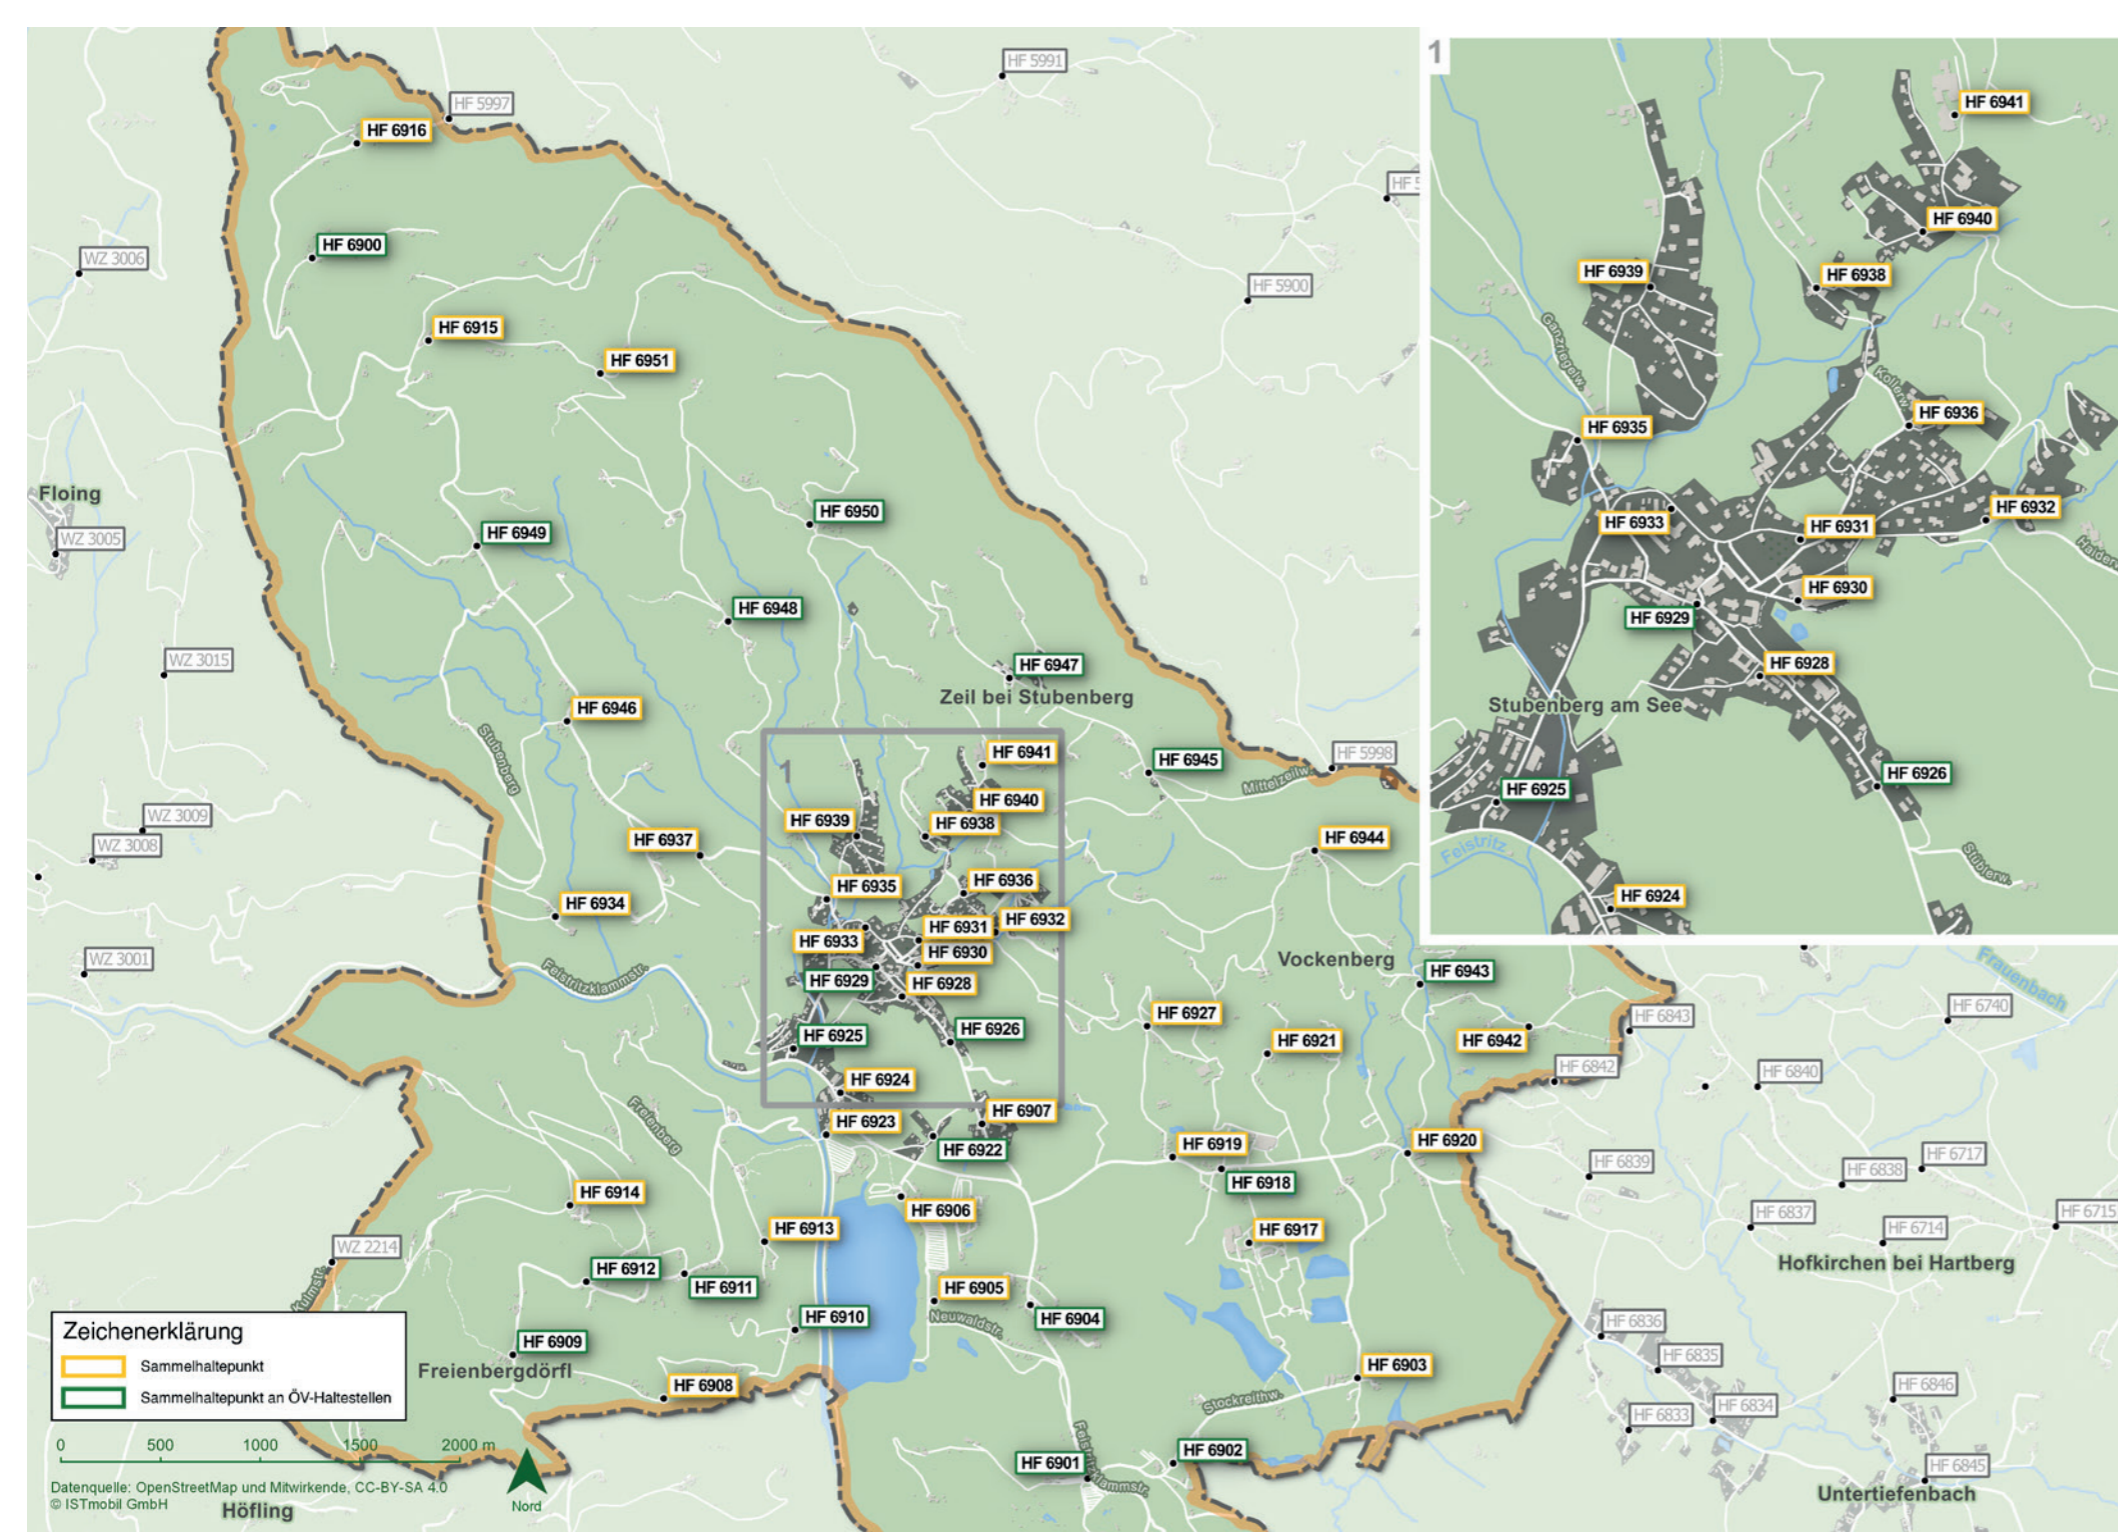 HF 5991
HF 5997
HF 6916
HF 6900
WZ 3006
HF 5900
HF 6915
HF 6951
Floing
WZ 3005
HF 6949
HF 6950
HF 6948
HF 6947
Zeil bei Stubenberg
WZ 3015
HF 6946
Stubenberg
HF 6945
Mittelzeilw.
HF 5998
1
HF 6941
HF 6940
HF 6939
HF 6938
HF 6937
HF 6944
WZ 3009
WZ 3008
HF 6935
HF 6936
HF 6934
HF 6932
HF 6931
HF 6933
HF 6930
HF 6929
HF 6928
WZ 3001
Feistritzklammstr.
Vockenberg
HF 6943
HF 6927
HF 6926
HF 6925
HF 6921
HF 6942
HF 6843
HF 6842
HF 6740
Frauenbach
HF 6840
HF 6924
HF 6907
HF 6923
HF 6922
Freienberg
HF 6919
HF 6918
HF 6920
HF 6839
HF 6838
HF 6717
HF 6914
HF 6906
HF 6913
HF 6917
HF 6837
HF 6714
HF 6715
Hofkirchen bei Hartberg
WZ 2214
Kulmstr.
HF 6912
HF 6911
HF 6905
HF 6904
Neuwaldstr.
HF 6910
HF 6909
Freienbergdörfl
HF 6908
HF 6903
Stockreithw.
HF 6836
HF 6835
HF 6834
HF 6833
HF 6846
HF 6845
Untertiefenbach
HF 6901
HF 6902
Feistritzklammstr.
Zeichenerklärung
Sammelhaltepunkt
Sammelhaltepunkt an ÖV-Haltestellen
0 500 1000 1500 2000 m
Nord
Datenquelle: OpenStreetMap und Mitwirkende, CC-BY-SA 4.0
© ISTmobil GmbH
Höfling
1
HF 6941
HF 6940
HF 6939
HF 6938
Ganzriegelw.
HF 6936
HF 6935
HF 6933
HF 6931
HF 6932
HF 6930
HF 6929
HF 6928
Stubenberg am See
HF 6926
HF 6925
Feistritz
Stüblerw.
HF 6924